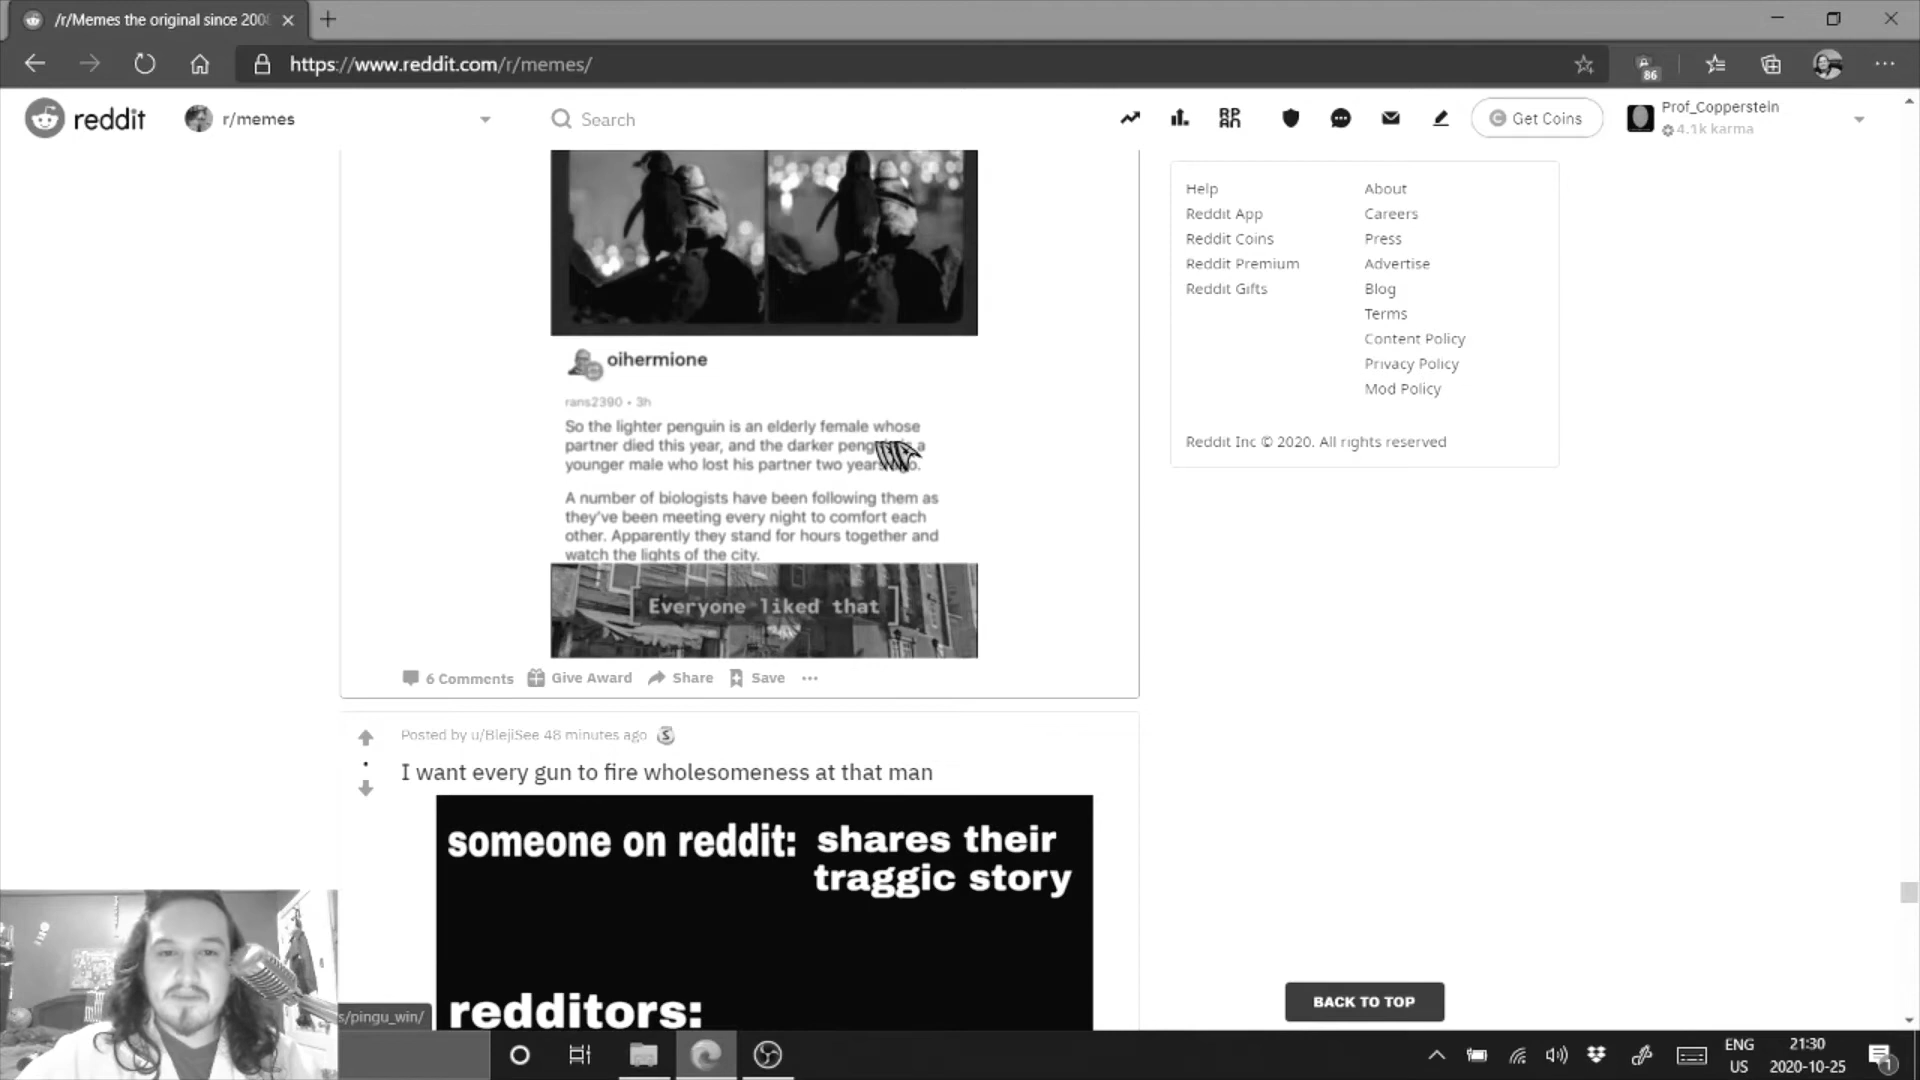 /r/Memes the original since 200
https://www.reddit.com/r/memes/
86
reddit
r/memes
Search
Get Coins
Prof_Copperstein
4.1k karma
Help
About
Reddit App
Careers
Reddit Coins
Press
Reddit Premium
Advertise
Reddit Gifts
Blog
Terms
Content Policy
Privacy Policy
Mod Policy
Reddit Inc © 2020. All rights reserved
oihermione
rans2390 • 3h
So the lighter penguin is an elderly female whose
partner died this year, and the darker a
younger male who lost his partner two years
A number of biologists have been following them as
they've been meeting every night to comfort each
other. Apparently they stand for hours together and
watch the lights of the city.
Everyone liked that
6 Comments
Give Award
Share
Save
Posted by u/BlejiSee 48 minutes ago
I want every gun to fire wholesomeness at that man
someone on reddit: shares their
traggic story
redditors:
BACK TO TOP
s/pingu_win/
ENG
US
21:30
2020-10-25
1